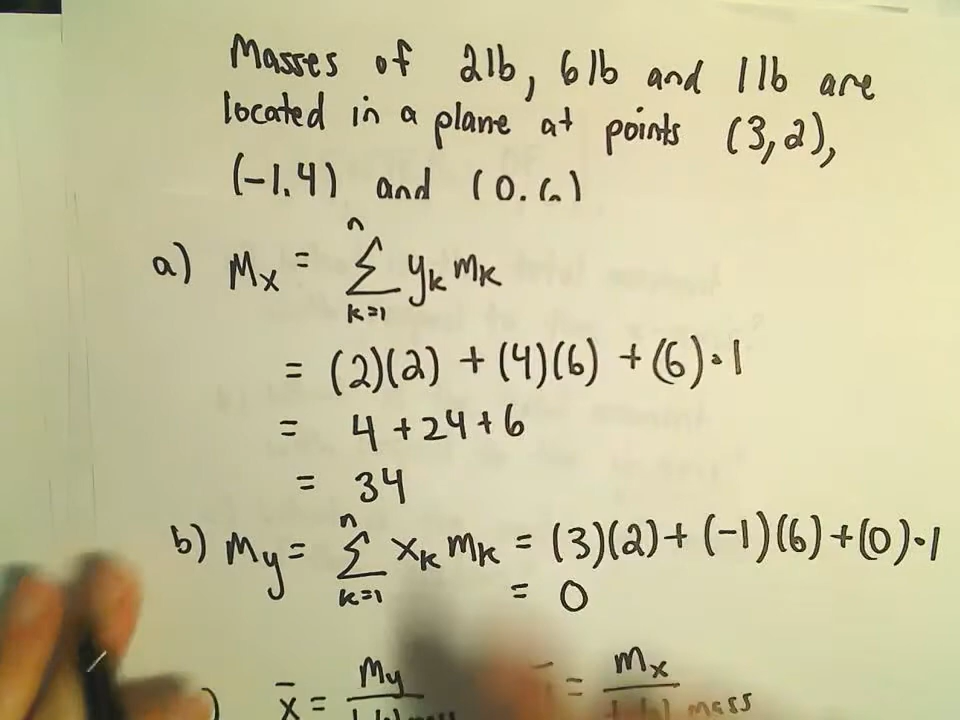 Masses of 2lb, 6lb and 1lb are
located in a plane at points (3,2),
(-1,4) and (0,6)
a) Mx = n Σ k=1 yk mk
= (2)(2) + (4)(6) + (6)·1
= 4 + 24 + 6
= 34
b) My = n Σ k=1 xk mk = (3)(2) + (-1)(6) + (0)·1
= 0
) x̄ = My / mass = Mx / mass